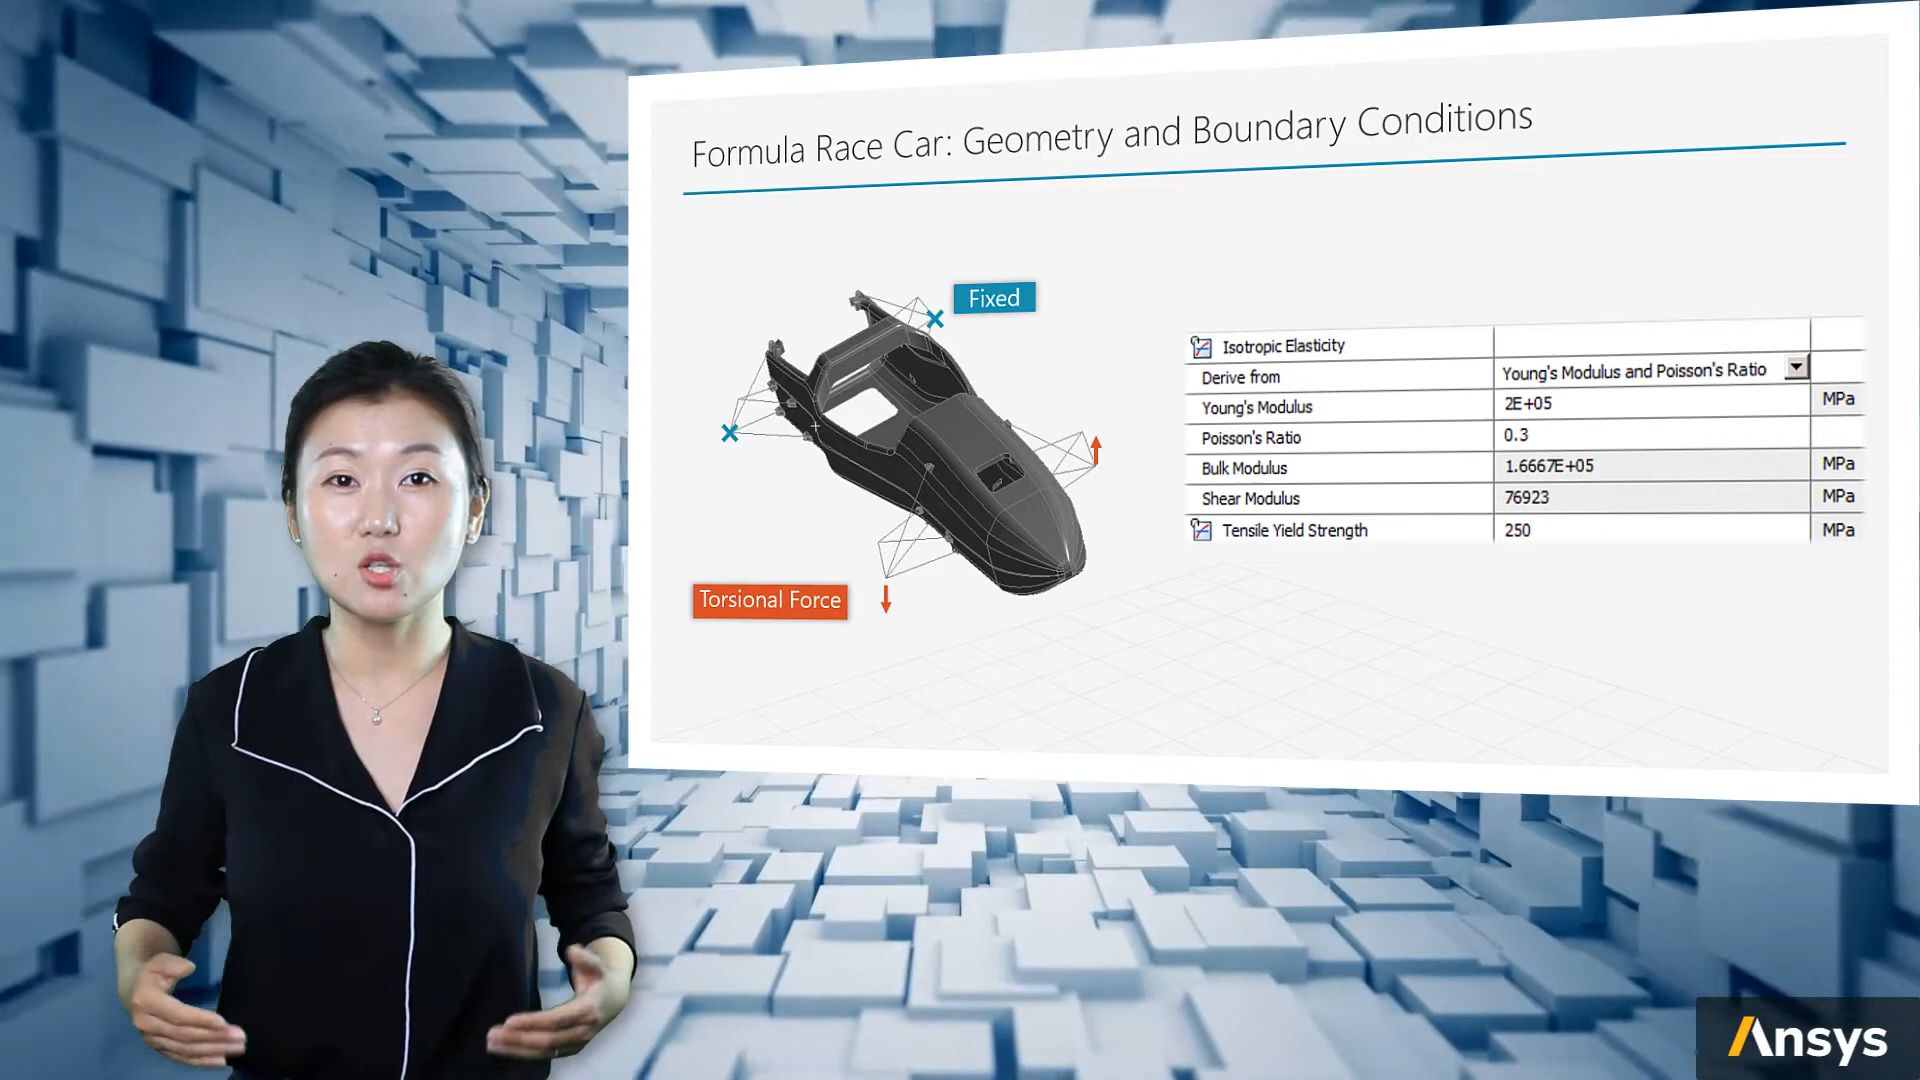 Formula Race Car: Geometry and Boundary Conditions
Fixed
Torsional Force
Isotropic Elasticity
Derive from Young's Modulus and Poisson's Ratio
Young's Modulus 2E+05 MPa
Poisson's Ratio 0.3
Bulk Modulus 1.6667E+05 MPa
Shear Modulus 76923 MPa
Tensile Yield Strength 250 MPa
Ansys